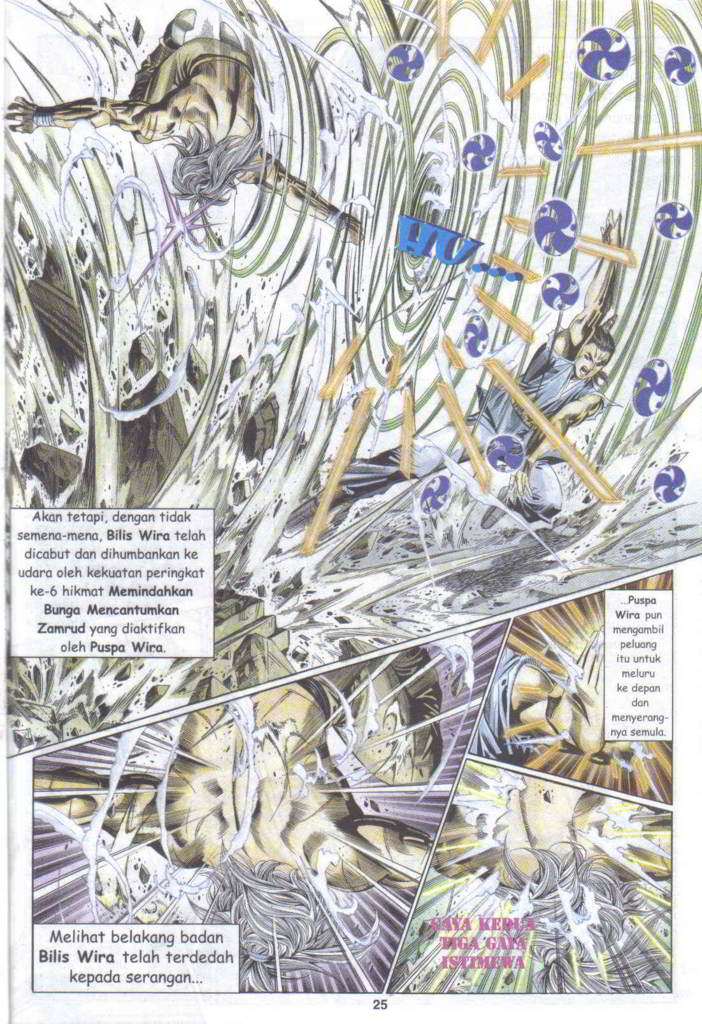 HU...
Akan tetapi, dengan tidak
semena-mena, Bilis Wira telah
dicabut dan dihumbankan ke
udara oleh kekuatan peringkat
ke-6 hikmat Memindahkan
Bunga Mencantumkan
Zamrud yang diaktifkan
oleh Puspa Wira.
...Puspa
Wira pun
mengambil
peluang
itu untuk
meluru
ke depan
dan
menyerang-
nya semula.
Melihat belakang badan
Bilis Wira telah terdedah
kepada serangan...
GAYA KEDUA
TIGA GAYA
ISTIMEWA
25